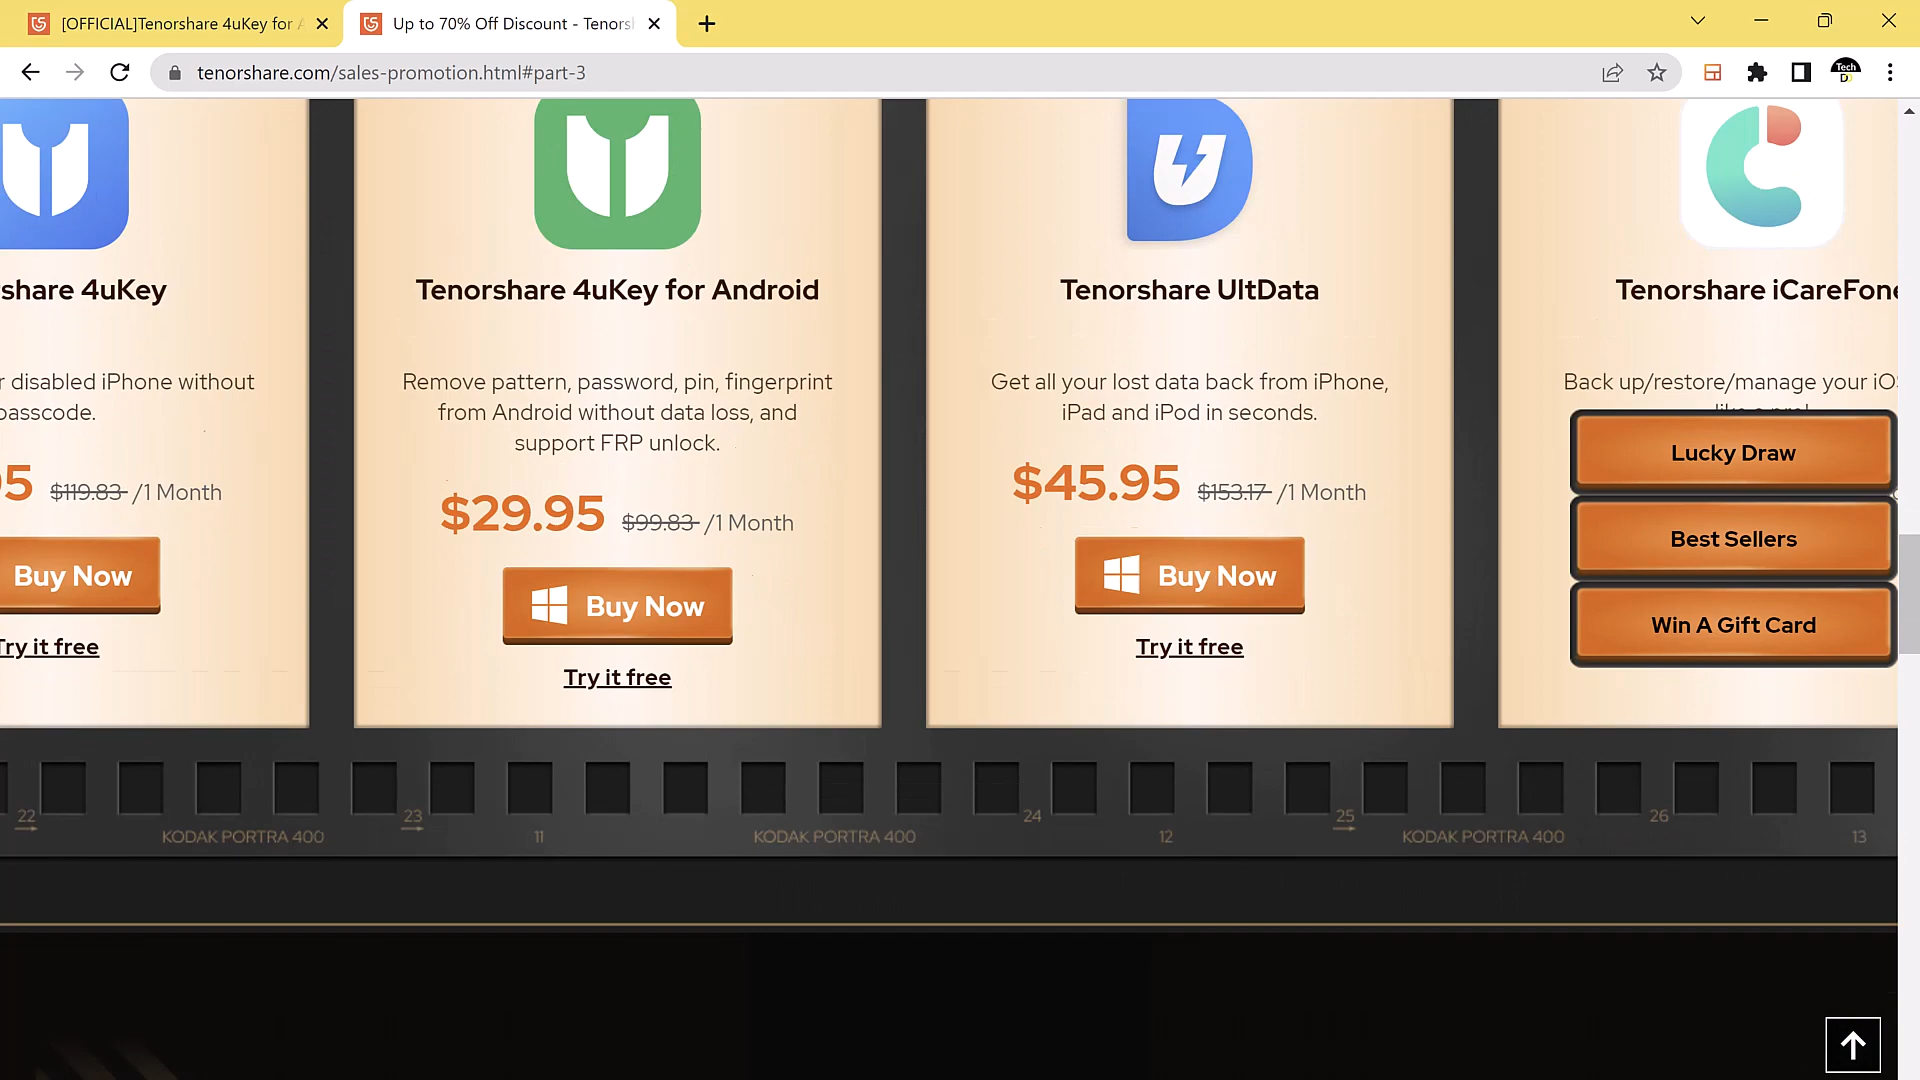 [OFFICIAL]Tenorshare 4uKey for
Up to 70% Off Discount - Tenors
tenorshare.com/sales-promotion.html#part-3
Tech
D
share 4uKey
disabled iPhone without
passcode.
5 $119.83 /1 Month
Buy Now
Try it free
Tenorshare 4uKey for Android
Remove pattern, password, pin, fingerprint
from Android without data loss, and
support FRP unlock.
$29.95 $99.83 /1 Month
Buy Now
Try it free
Tenorshare UltData
Get all your lost data back from iPhone,
iPad and iPod in seconds.
$45.95 $153.17 /1 Month
Buy Now
Try it free
Tenorshare iCareFone
Back up/restore/manage your iO
Lucky Draw
Best Sellers
Win A Gift Card
22 23 24 25 26
KODAK PORTRA 400 11 KODAK PORTRA 400 12 KODAK PORTRA 400 13